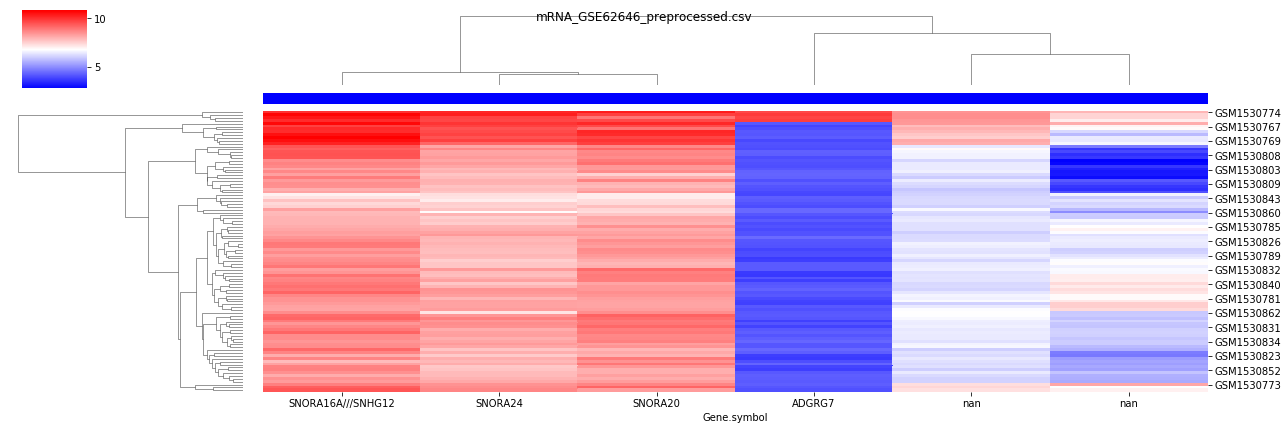 mRNA_GSE62646_preprocessed.csv
10
5
GSM1530774
GSM1530767
GSM1530769
GSM1530808
GSM1530803
GSM1530809
GSM1530843
GSM1530860
GSM1530785
GSM1530826
GSM1530789
GSM1530832
GSM1530840
GSM1530781
GSM1530862
GSM1530831
GSM1530834
GSM1530823
GSM1530852
GSM1530773
SNORA16A///SNHG12 SNORA24 SNORA20 ADGRG7 nan nan
Gene.symbol